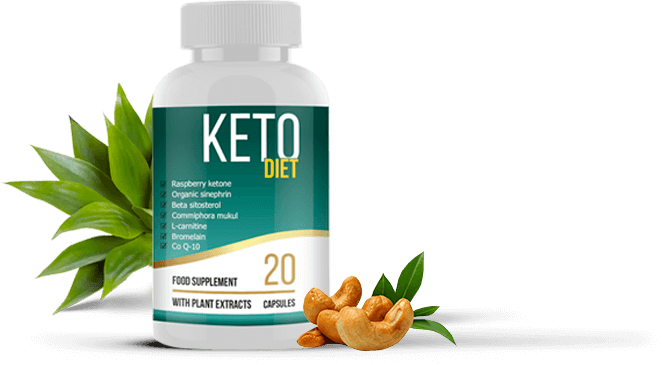 KETO
DIET
Raspberry ketone
Organic sinephrin
Beta sitosterol
Commiphora mukul
L-carnitine
Bromelain
Co Q-10
20
FOOD SUPPLEMENT
WITH PLANT EXTRACTS CAPSULES